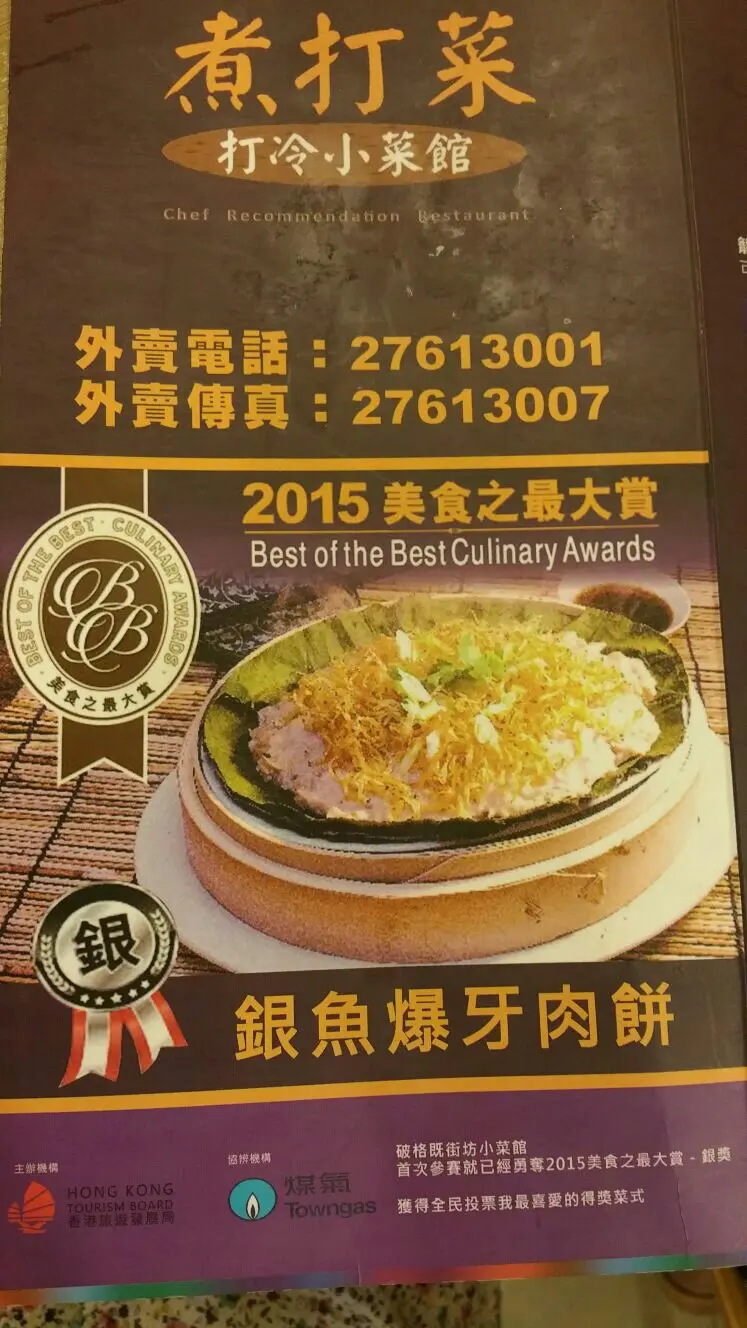 煮打菜
打冷小菜館
Chef Recommendation Restaurant
外賣電話：27613001
外賣傳真：27613007
2015 美食之最大賞
Best of the Best Culinary Awards
BEST OF THE BEST · CULINARY AWARDS ·
BB
美食之最大賞
銀
銀魚爆牙肉餅
主辦機構
HONG KONG
TOURISM BOARD
香港旅遊發展局
協辦機構
煤氣
Towngas
破格既街坊小菜館
首次參賽就已經勇奪2015美食之最大賞 - 銀獎
獲得全民投票我最喜愛的得獎菜式